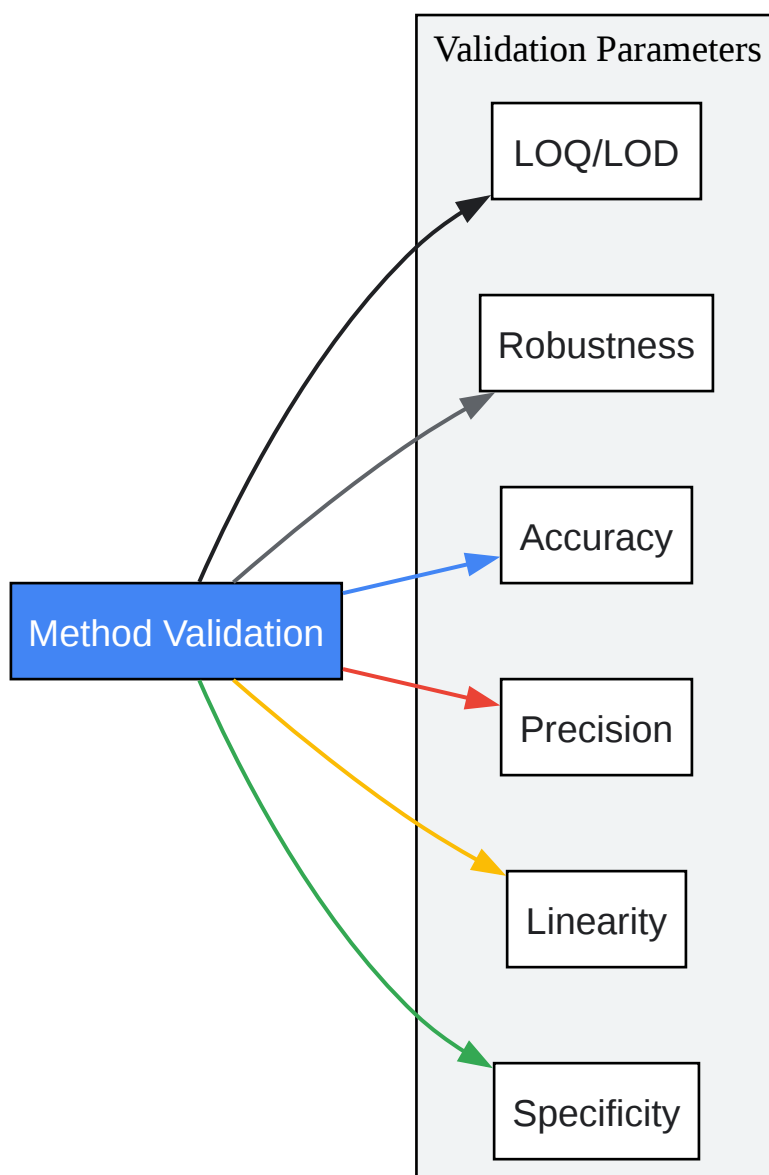 Validation Parameters
LOQ/LOD
Robustness
Accuracy
Method Validation
Precision
Linearity
Specificity